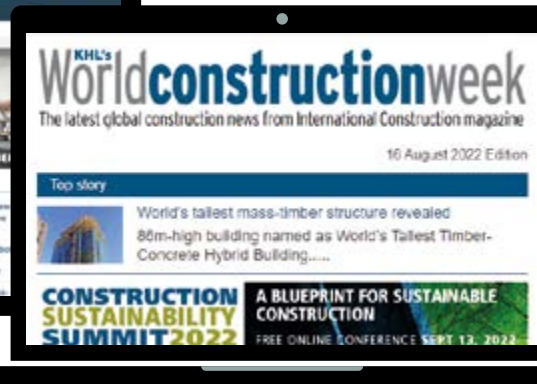 KHL's
Worldconstructionweek
The latest global construction news from International Construction magazine
16 August 2022 Edition
Top story
World's tallest mass-timber structure revealed
86m-high building named as World's Tallest Timber-
Concrete Hybrid Building.....
CONSTRUCTION
SUSTAINABILITY
SUMMIT2022
A BLUEPRINT FOR SUSTAINABLE
CONSTRUCTION
FREE ONLINE CONFERENCE SEPT 13, 2022